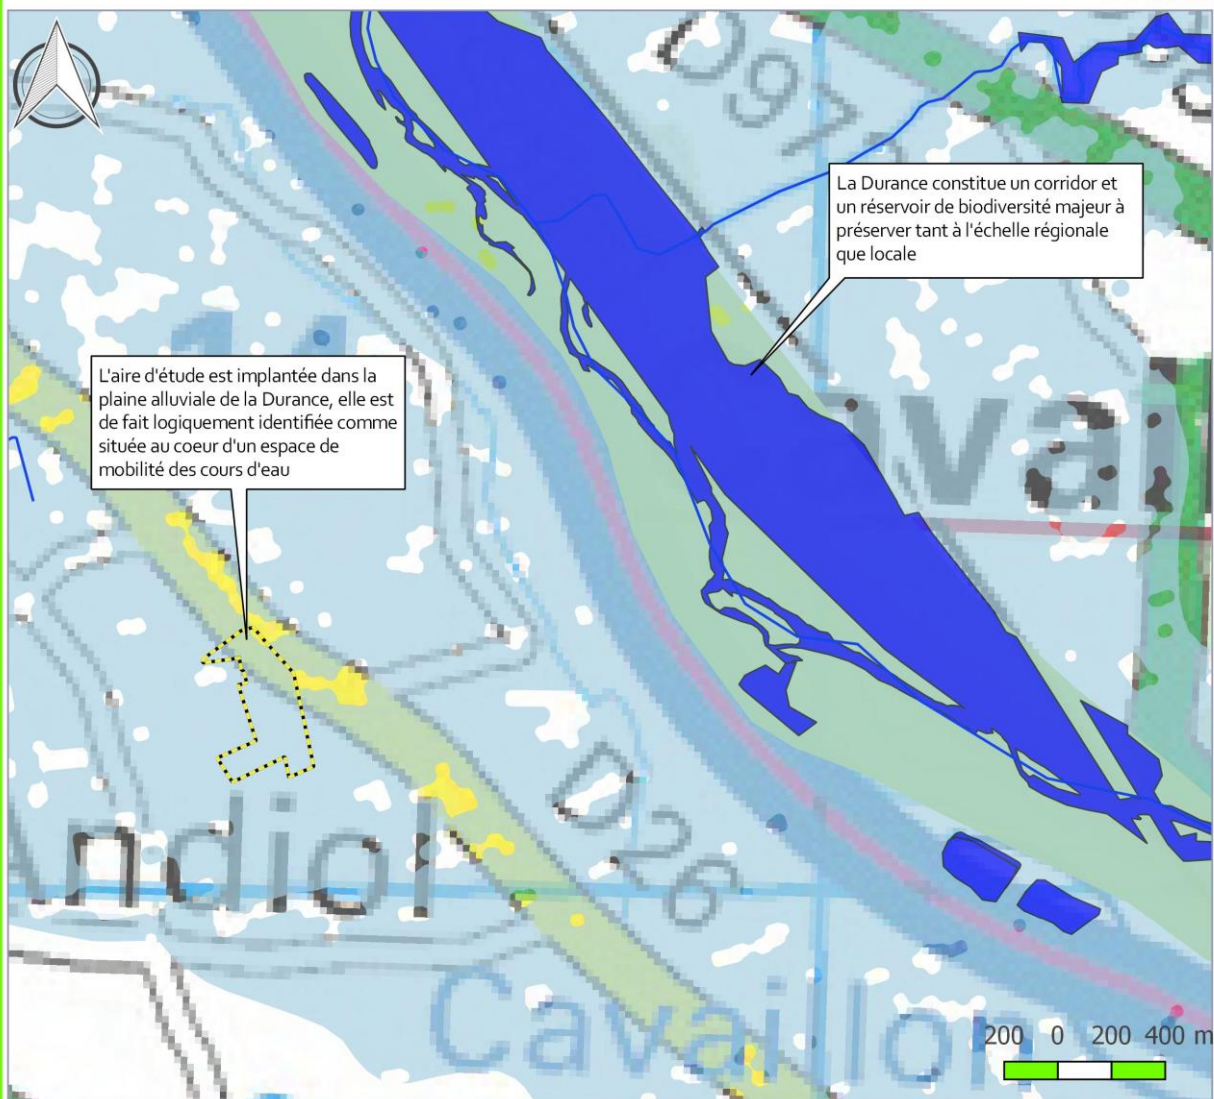 D97
La Durance constitue un corridor et
un réservoir de biodiversité majeur à
préserver tant à l'échelle régionale
que locale
L'aire d'étude est implantée dans la
plaine alluviale de la Durance, elle est
de fait logiquement identifiée comme
située au coeur d'un espace de
mobilité des cours d'eau
D26
ndiol
Cavaillon
200 0 200 400 m